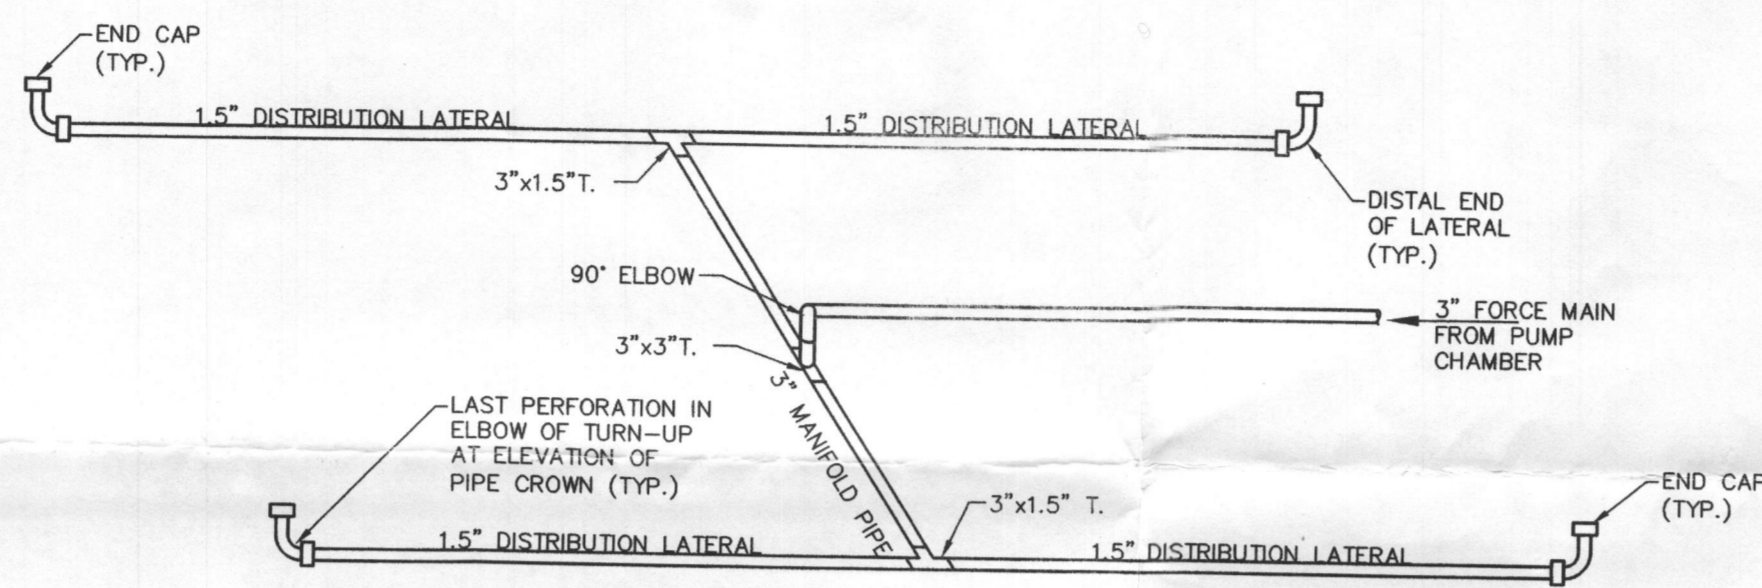 END CAP
(TYP.)
1.5" DISTRIBUTION LATERAL
1.5" DISTRIBUTION LATERAL
3"x1.5"T.
DISTAL END
OF LATERAL
(TYP.)
90° ELBOW
3" FORCE MAIN
FROM PUMP
CHAMBER
3"x3"T.
3" MANIFOLD PIPE
LAST PERFORATION IN
ELBOW OF TURN-UP
AT ELEVATION OF
PIPE CROWN (TYP.)
3"x1.5" T.
END CAP
(TYP.)
1.5" DISTRIBUTION LATERAL
1.5" DISTRIBUTION LATERAL